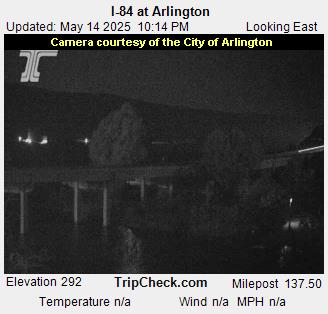 I-84 at Arlington
Updated: May 14 2025 10:14 PM Looking East
Camera courtesy of the City of Arlington
Elevation 292 TripCheck.com Milepost 137.50
Temperature n/a Wind n/a MPH n/a